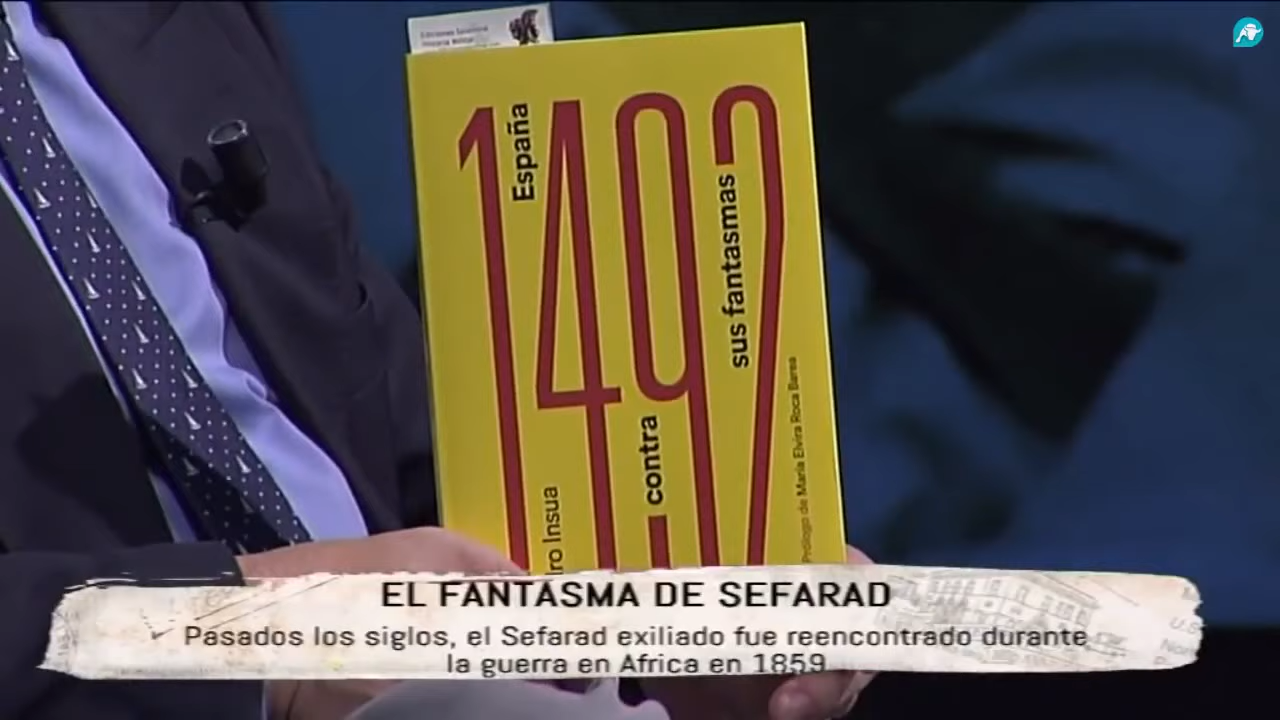 Ediciones
1492
España
contra
sus fantasmas
Insua
Prólogo de María Elvira Roca Barea
EL FANTASMA DE SEFARAD
Pasados los siglos, el Sefarad exiliado fue reencontrado durante
la guerra en Africa en 1859